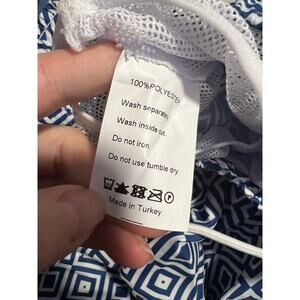 100% POLYESTER
Wash separately.
Wash inside out.
Do not iron.
Do not use tumble dry.
P
Made in Turkey